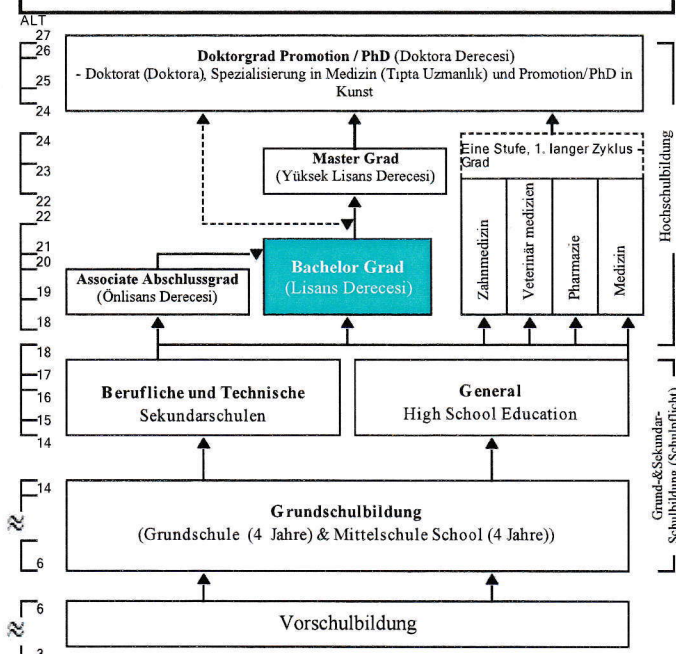 ALT
27
26
25
24
Doktorgrad Promotion / PhD (Doktora Derecesi)
- Doktorat (Doktora), Spezialisierung in Medizin (Tıpta Uzmanlık) und Promotion/PhD in
Kunst
24
23
22
Master Grad
(Yüksek Lisans Derecesi)
Eine Stufe, 1. langer Zyklus -
Grad
Zahnmedizin
Veterinär medizien
Pharmazie
Medizin
Hochschulbildung
22
21
20
19
18
Associate Abschlussgrad
(Önlisans Derecesi)
Bachelor Grad
(Lisans Derecesi)
18
17
16
15
14
Berufliche und Technische
Sekundarschulen
General
High School Education
Grund-&Sekundar-
Schulbildung (Schulpflicht)
14
6
Grundschulbildung
(Grundschule (4 Jahre) & Mittelschule School (4 Jahre))
6
3
Vorschulbildung